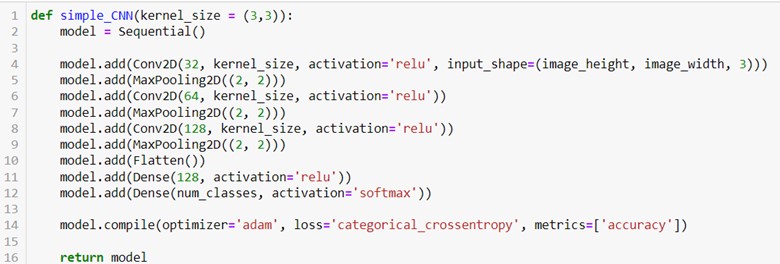 1 def simple_CNN(kernel_size = (3,3)):
2     model = Sequential()
3
4     model.add(Conv2D(32, kernel_size, activation='relu', input_shape=(image_height, image_width, 3)))
5     model.add(MaxPooling2D((2, 2)))
6     model.add(Conv2D(64, kernel_size, activation='relu'))
7     model.add(MaxPooling2D((2, 2)))
8     model.add(Conv2D(128, kernel_size, activation='relu'))
9     model.add(MaxPooling2D((2, 2)))
10     model.add(Flatten())
11     model.add(Dense(128, activation='relu'))
12     model.add(Dense(num_classes, activation='softmax'))
13
14     model.compile(optimizer='adam', loss='categorical_crossentropy', metrics=['accuracy'])
15
16     return model